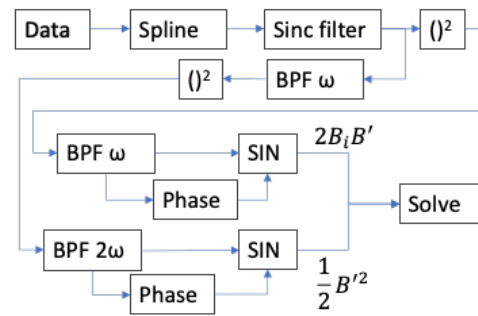 Data Spline Sinc filter ()²
()² BPF ω
BPF ω SIN 2BᵢB′
Phase Solve
BPF 2ω SIN
Phase ½B′²